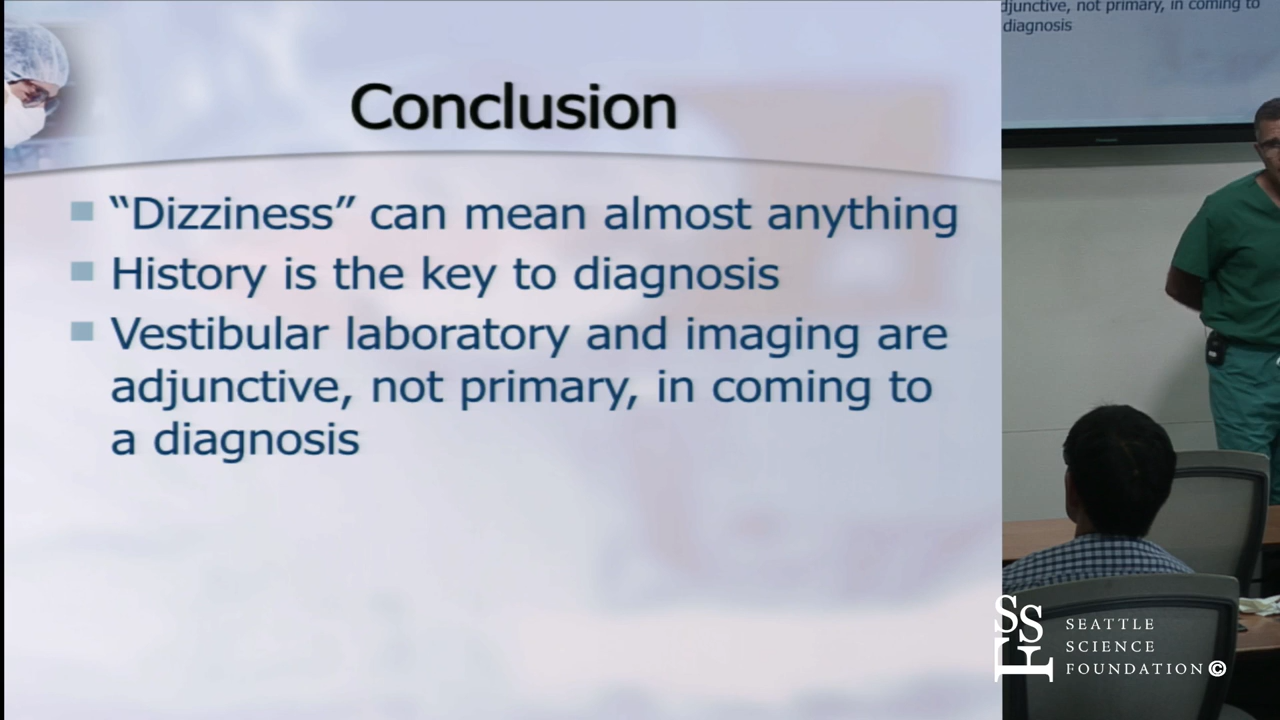 Conclusion
“Dizziness” can mean almost anything
History is the key to diagnosis
Vestibular laboratory and imaging are
adjunctive, not primary, in coming to
a diagnosis
djunctive, not primary, in coming to
diagnosis
SSF
SEATTLE
SCIENCE
FOUNDATION©